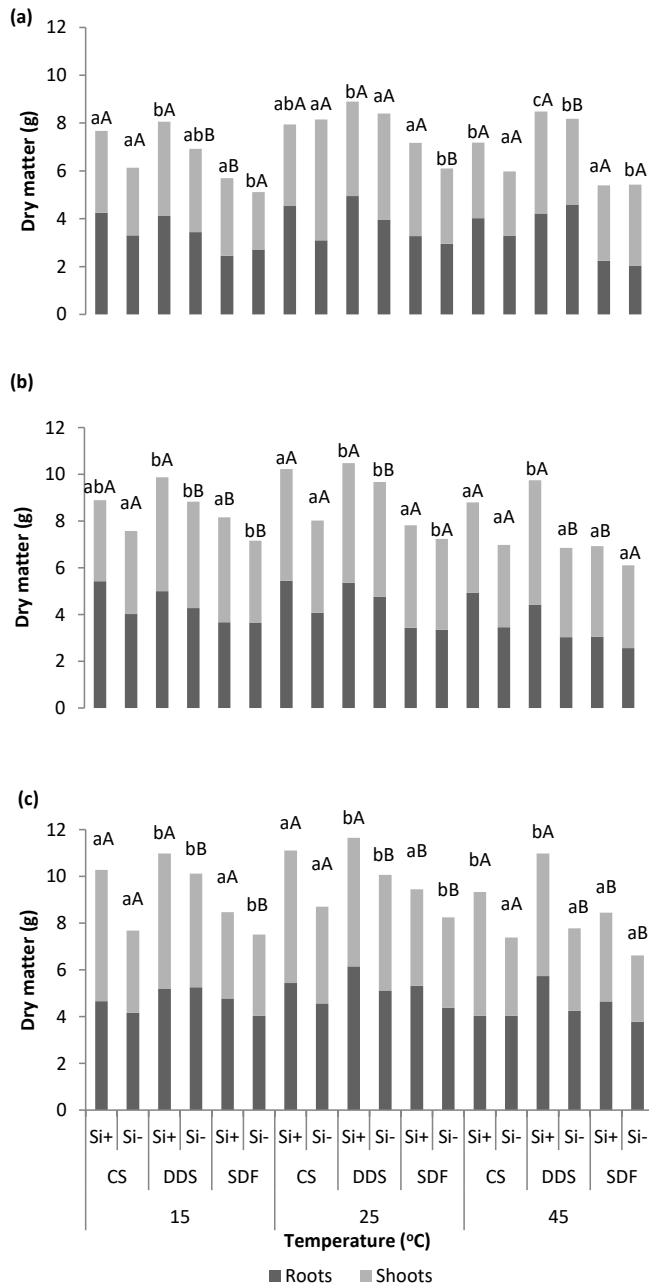 (a)
12
10
8
6
4
2
0
Dry matter (g)
aA aA bA abB aB bA abA aA bA aA aA bB bA aA cA bB aA bA
(b)
12
10
8
6
4
2
0
Dry matter (g)
abA aA bA bB aB bB aA aA bA bB aA bA aA aA bA aB aB aA
(c)
12
10
8
6
4
2
0
Dry matter (g)
aA aA bA bB aA bB aA aA bA bB aB bB bA aA bA aB aB aB
Si+ Si- Si+ Si- Si+ Si- Si+ Si- Si+ Si- Si+ Si- Si+ Si- Si+ Si- Si+ Si-
CS DDS SDF CS DDS SDF CS DDS SDF
15 25 45
Temperature (ºC)
Roots Shoots